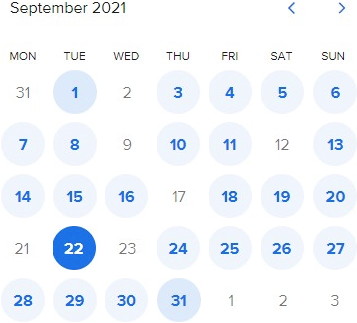 September 2021
MON TUE WED THU FRI SAT SUN
31 1 2 3 4 5 6
7 8 9 10 11 12 13
14 15 16 17 18 19 20
21 22 23 24 25 26 27
28 29 30 31 1 2 3